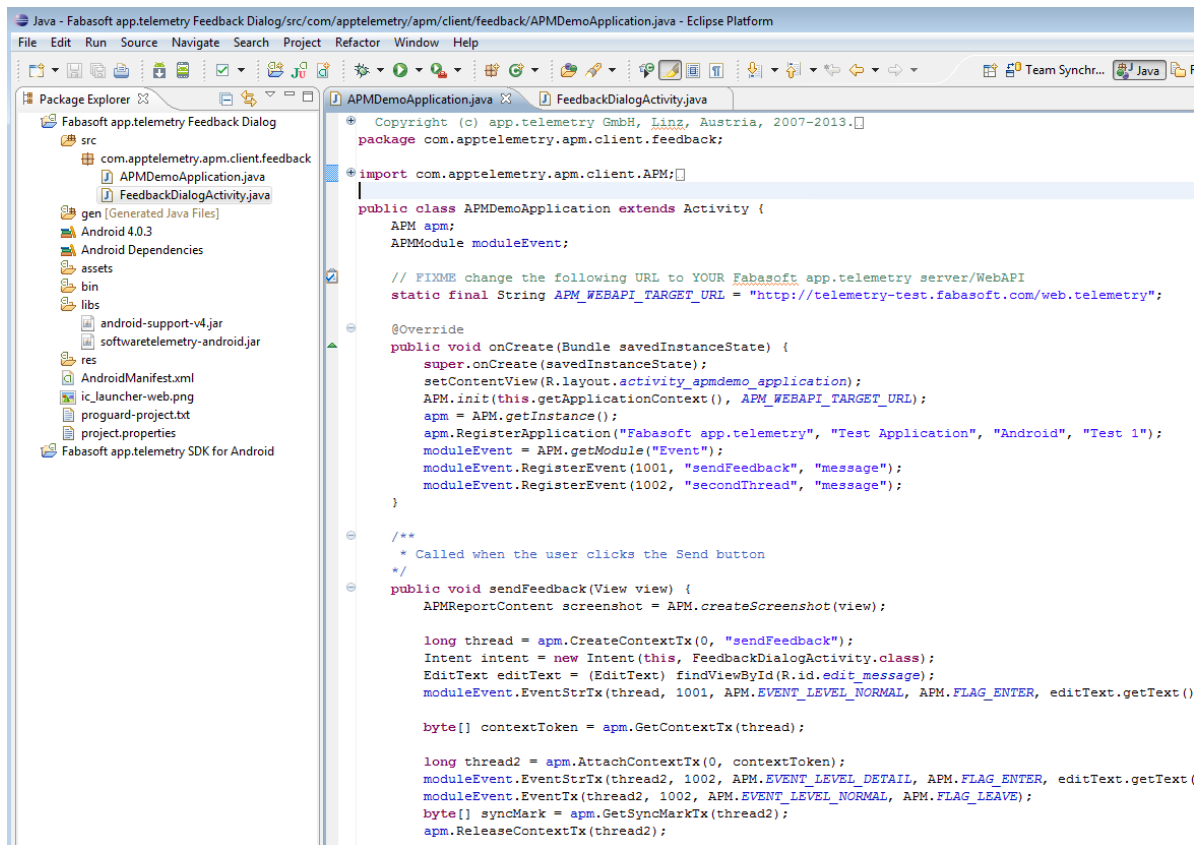 Java - Fabasoft app.telemetry Feedback Dialog/src/com/apptelemetry/apm/client/feedback/APMDemoApplication.java - Eclipse Platform
File Edit Run Source Navigate Search Project Refactor Window Help
Team Synchr... Java
Package Explorer
Fabasoft app.telemetry Feedback Dialog
src
com.apptelemetry.apm.client.feedback
APMDemoApplication.java
FeedbackDialogActivity.java
gen [Generated Java Files]
Android 4.0.3
Android Dependencies
assets
bin
libs
android-support-v4.jar
softwaretelemetry-android.jar
res
AndroidManifest.xml
ic_launcher-web.png
proguard-project.txt
project.properties
Fabasoft app.telemetry SDK for Android
APMDemoApplication.java FeedbackDialogActivity.java
Copyright (c) app.telemetry GmbH, Linz, Austria, 2007-2013.
package com.apptelemetry.apm.client.feedback;
import com.apptelemetry.apm.client.APM;
public class APMDemoApplication extends Activity {
APM apm;
APMModule moduleEvent;
// FIXME change the following URL to YOUR Fabasoft app.telemetry server/WebAPI
static final String APM_WEBAPI_TARGET_URL = "http://telemetry-test.fabasoft.com/web.telemetry";
@Override
public void onCreate(Bundle savedInstanceState) {
super.onCreate(savedInstanceState);
setContentView(R.layout.activity_apmdemo_application);
APM.init(this.getApplicationContext(), APM_WEBAPI_TARGET_URL);
apm = APM.getInstance();
apm.RegisterApplication("Fabasoft app.telemetry", "Test Application", "Android", "Test 1");
moduleEvent = APM.getModule("Event");
moduleEvent.RegisterEvent(1001, "sendFeedback", "message");
moduleEvent.RegisterEvent(1002, "secondThread", "message");
}
/**
* Called when the user clicks the Send button
*/
public void sendFeedback(View view) {
APMReportContent screenshot = APM.createScreenshot(view);
long thread = apm.CreateContextTx(0, "sendFeedback");
Intent intent = new Intent(this, FeedbackDialogActivity.class);
EditText editText = (EditText) findViewById(R.id.edit_message);
moduleEvent.EventStrTx(thread, 1001, APM.EVENT_LEVEL_NORMAL, APM.FLAG_ENTER, editText.getText()
byte[] contextToken = apm.GetContextTx(thread);
long thread2 = apm.AttachContextTx(0, contextToken);
moduleEvent.EventStrTx(thread2, 1002, APM.EVENT_LEVEL_DETAIL, APM.FLAG_ENTER, editText.getText(
moduleEvent.EventTx(thread2, 1002, APM.EVENT_LEVEL_NORMAL, APM.FLAG_LEAVE);
byte[] syncMark = apm.GetSyncMarkTx(thread2);
apm.ReleaseContextTx(thread2);